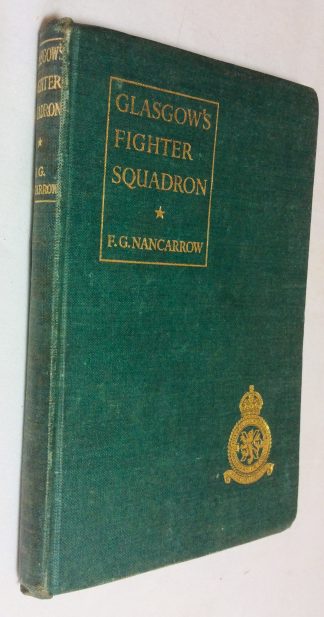 GLASGOW'S
FIGHTER
SQUADRON
F. G. NANCARROW